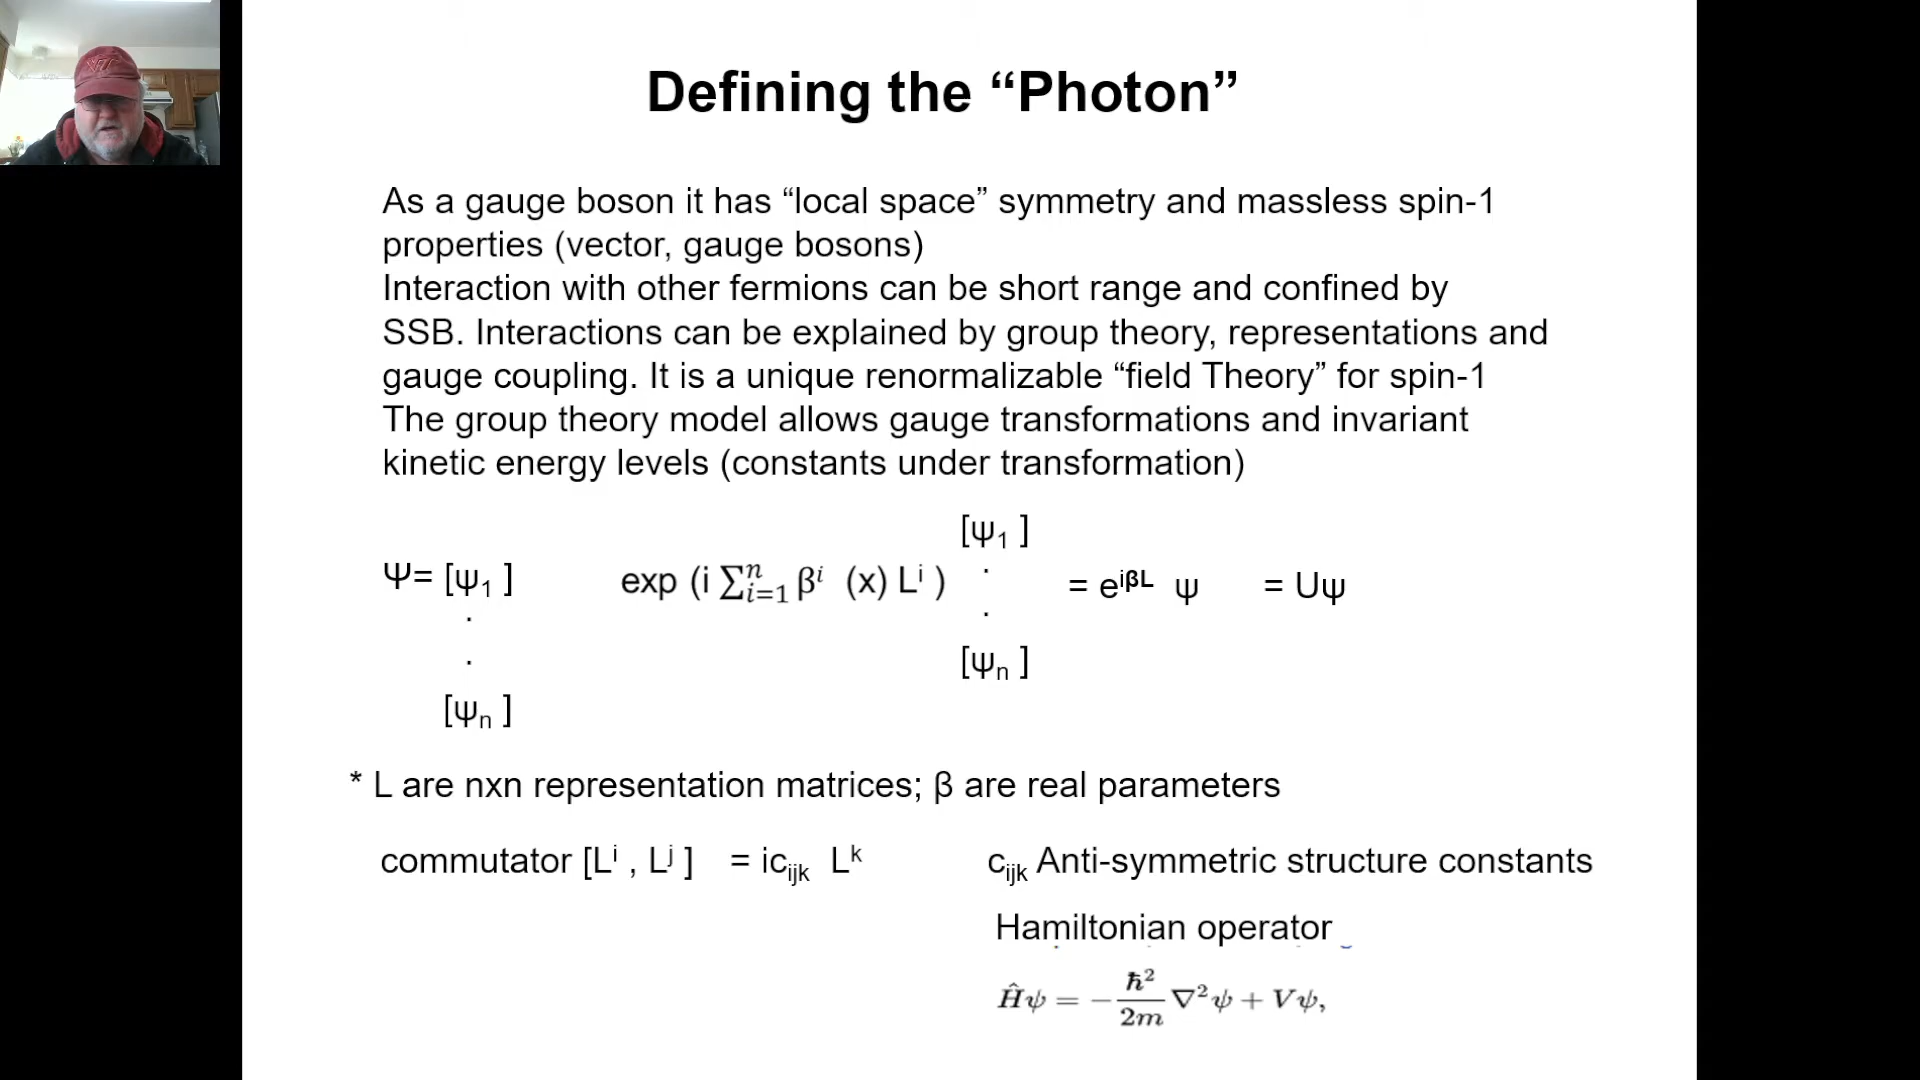 VT
Defining the “Photon”
As a gauge boson it has “local space” symmetry and massless spin-1
properties (vector, gauge bosons)
Interaction with other fermions can be short range and confined by
SSB. Interactions can be explained by group theory, representations and
gauge coupling. It is a unique renormalizable “field Theory” for spin-1
The group theory model allows gauge transformations and invariant
kinetic energy levels (constants under transformation)
Ψ= [ψ₁ ] exp (i ∑ⁿᵢ₌₁ βⁱ (x) Lⁱ ) [ψ₁ ] = e^iβL ψ = Uψ
.
.
[ψₙ ] [ψₙ ]
* L are nxn representation matrices; β are real parameters
commutator [Lⁱ , Lʲ ] = icᵢⱼₖ Lᵏ cᵢⱼₖ Anti-symmetric structure constants
Hamiltonian operator
Ĥψ = −ħ²/2m ∇²ψ + Vψ,